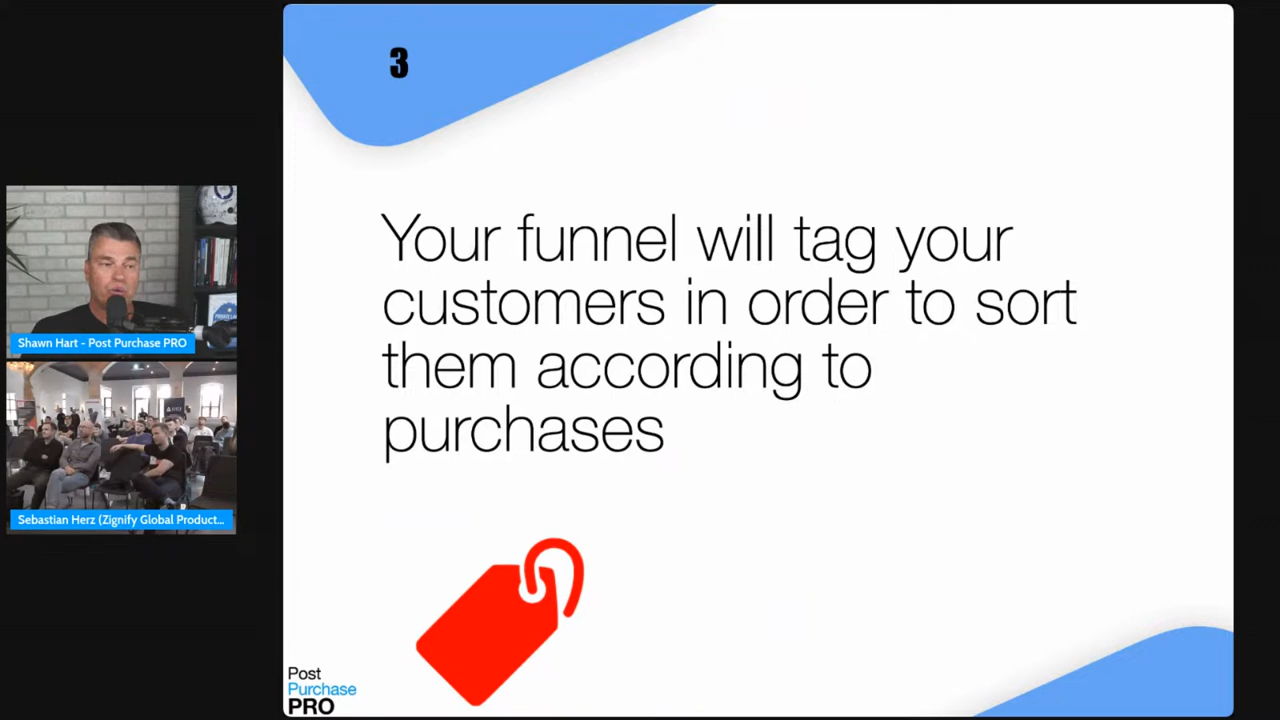 3
Your funnel will tag your
customers in order to sort
them according to
purchases
Shawn Hart - Post Purchase PRO
Sebastian Herz (Zignify Global Product...
Post
Purchase
PRO